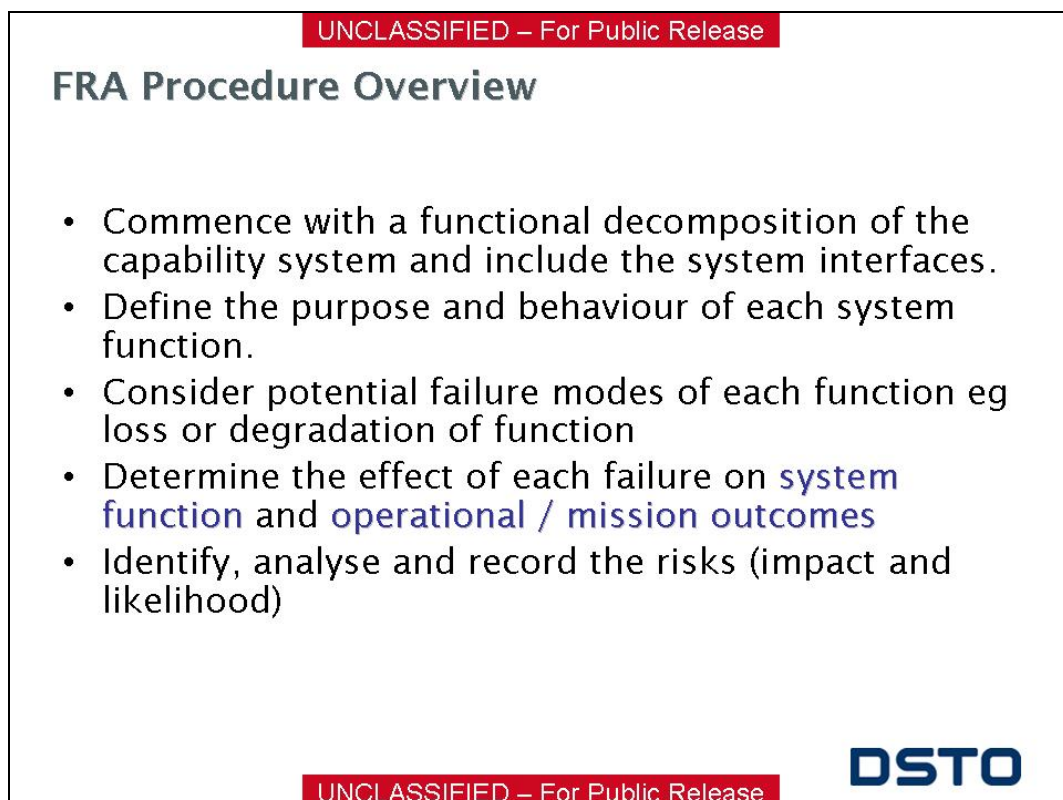 UNCLASSIFIED – For Public Release
FRA Procedure Overview
• Commence with a functional decomposition of the
capability system and include the system interfaces.
• Define the purpose and behaviour of each system
function.
• Consider potential failure modes of each function eg
loss or degradation of function
• Determine the effect of each failure on system
function and operational / mission outcomes
• Identify, analyse and record the risks (impact and
likelihood)
DSTO
UNCLASSIFIED – For Public Release